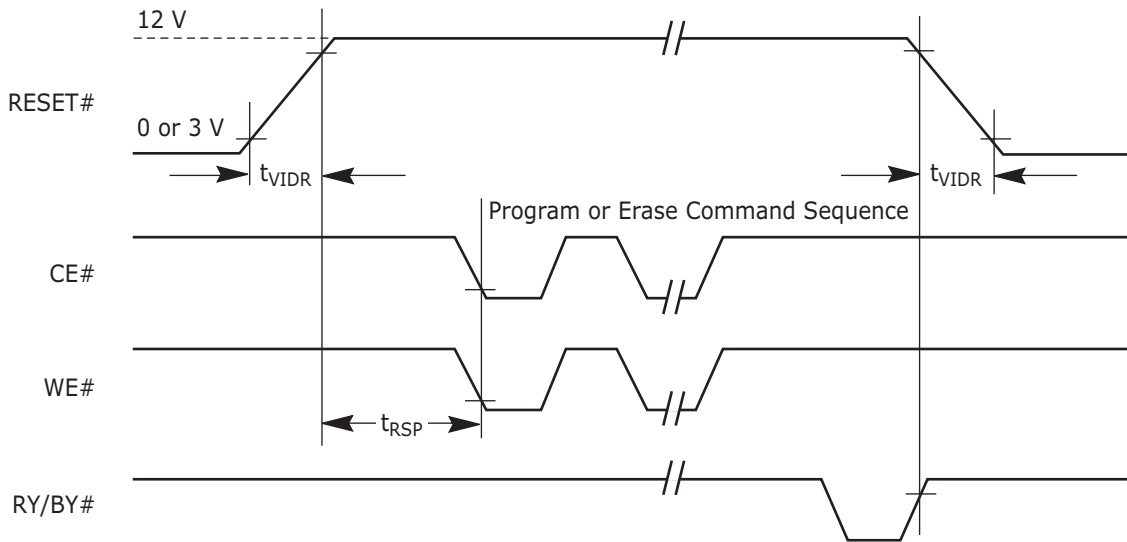 12 V
RESET#
0 or 3 V
tVIDR
tVIDR
Program or Erase Command Sequence
CE#
WE#
tRSP
RY/BY#